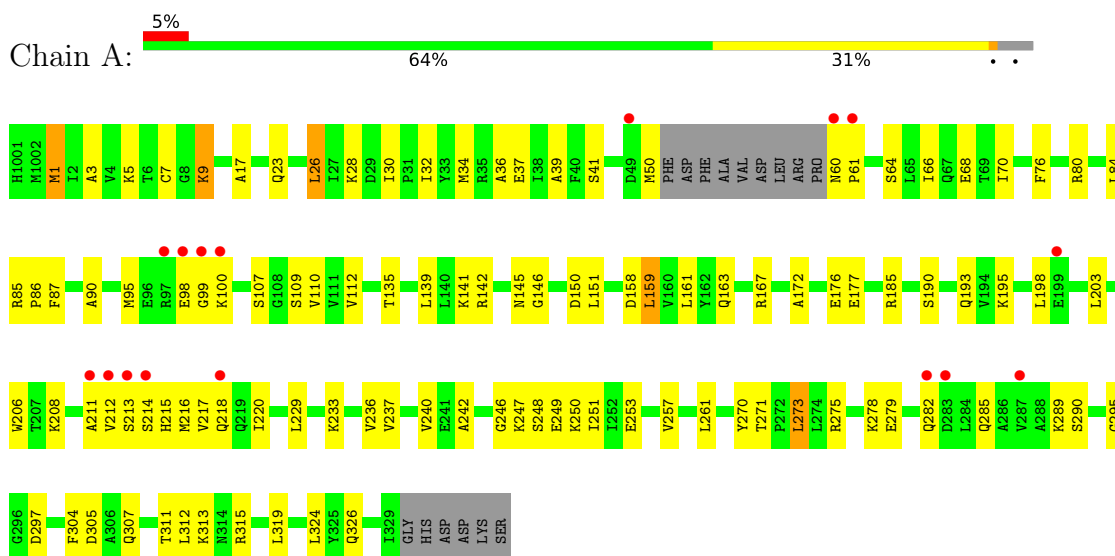 5%
Chain A:
64% 31% • •
H1001 M1002 M1 I2 A3 V4 K5 T6 C7 G8 K9 A17 Q23 L26 I27 K28 D29 I30 P31 I32 Y33 M34 R35 A36 E37 I38 A39 F40 S41 D49 M50 PHE ASP PHE ALA VAL ASP LEU ARG PRO N60 P61 S64 L65 I66 Q67 E68 T69 I70 F76 R80 L84
R85 P86 F87 A90 M95 E96 R97 E98 G99 K100 S107 G108 S109 V110 V111 V112 T135 L139 L140 K141 R142 N145 G146 D150 L151 D158 L159 V160 L161 Y162 Q163 R167 A172 E176 E177 R185 S190 Q193 V194 K195 L198 E199 L203
W206 T207 K208 A211 V212 S213 S214 H215 M216 V217 Q218 Q219 I220 L229 K233 V236 V237 V240 E241 A242 G246 K247 S248 E249 K250 I251 I252 E253 V257 L261 Y270 T271 P272 L273 L274 R275 K278 E279 Q282 D283 L284 Q285 A286 V287 A288 K289 S290 G295
G296 D297 F304 D305 A306 Q307 T311 L312 K313 N314 R315 L319 L324 Y325 Q326 I329 GLY HIS ASP ASP LYS SER